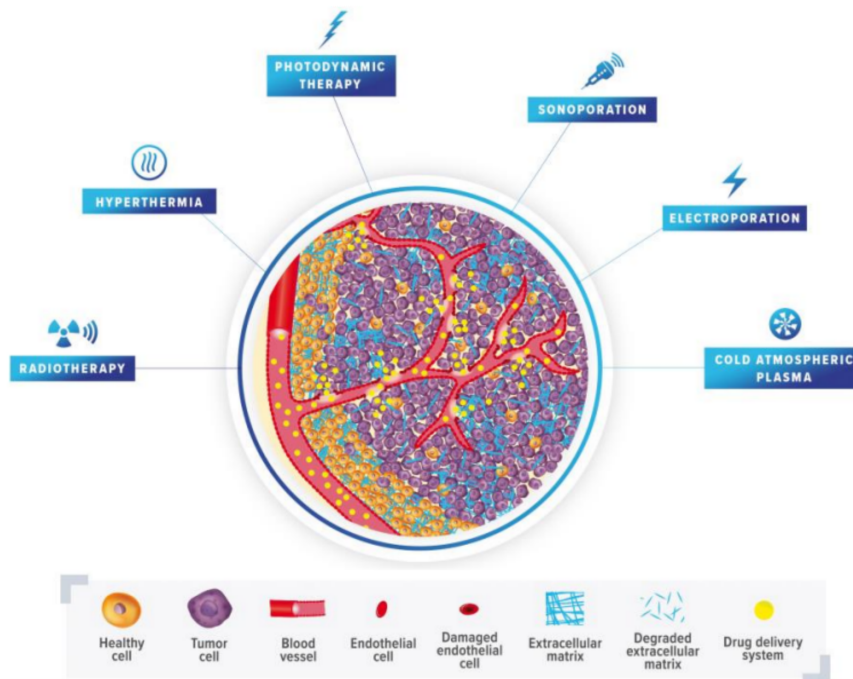 PHOTODYNAMIC
THERAPY
SONOPORATION
HYPERTHERMIA
ELECTROPORATION
RADIOTHERAPY
COLD ATMOSPHERIC
PLASMA
Healthy
cell
Tumor
cell
Blood
vessel
Endothelial
cell
Damaged
endothelial
cell
Extracellular
matrix
Degraded
extracellular
matrix
Drug delivery
system